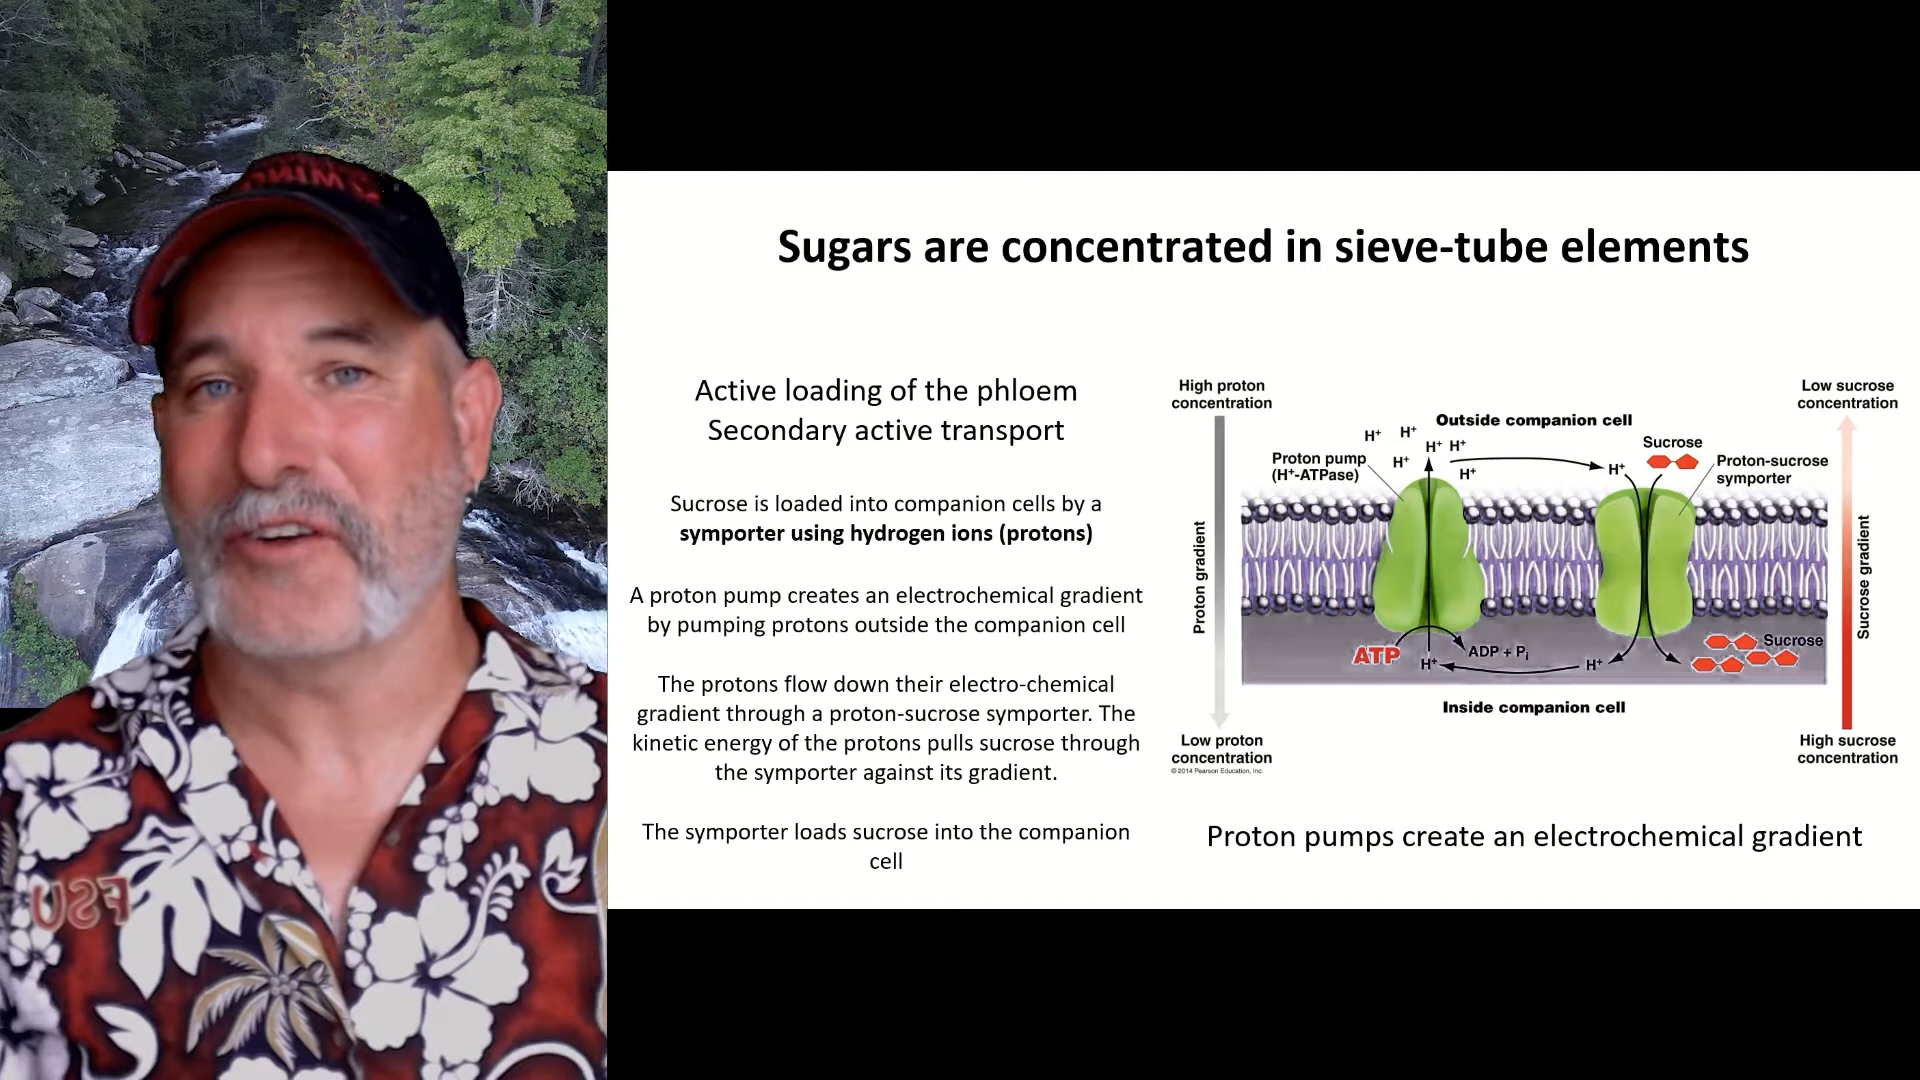 Sugars are concentrated in sieve-tube elements
Active loading of the phloem
Secondary active transport
Sucrose is loaded into companion cells by a
symporter using hydrogen ions (protons)
A proton pump creates an electrochemical gradient
by pumping protons outside the companion cell
The protons flow down their electro-chemical
gradient through a proton-sucrose symporter. The
kinetic energy of the protons pulls sucrose through
the symporter against its gradient.
The symporter loads sucrose into the companion
cell
High proton
concentration
Proton gradient
Low proton
concentration
© 2014 Pearson Education, Inc.
Outside companion cell
H⁺
H⁺
H⁺
H⁺
H⁺
H⁺
Proton pump
(H⁺-ATPase)
H⁺
Sucrose
Proton-sucrose
symporter
ATP
ADP + Pi
H⁺
H⁺
Sucrose
Inside companion cell
Low sucrose
concentration
Sucrose gradient
High sucrose
concentration
Proton pumps create an electrochemical gradient
FSU